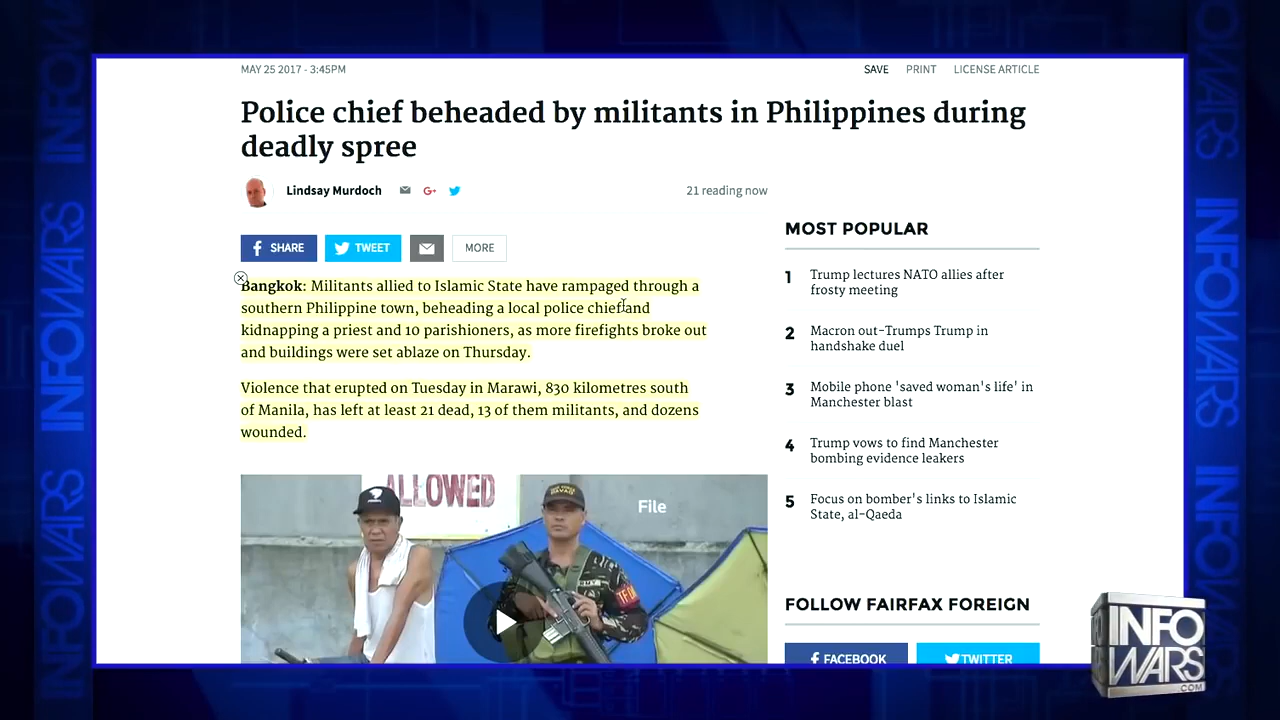 MAY 25 2017 - 3:45PM
SAVE PRINT LICENSE ARTICLE
Police chief beheaded by militants in Philippines during
deadly spree
Lindsay Murdoch
G+
21 reading now
SHARE TWEET MORE
Bangkok: Militants allied to Islamic State have rampaged through a
southern Philippine town, beheading a local police chief and
kidnapping a priest and 10 parishioners, as more firefights broke out
and buildings were set ablaze on Thursday.
Violence that erupted on Tuesday in Marawi, 830 kilometres south
of Manila, has left at least 21 dead, 13 of them militants, and dozens
wounded.
ALLOWED
File
ARMY
MOST POPULAR
1 Trump lectures NATO allies after
frosty meeting
2 Macron out-Trumps Trump in
handshake duel
3 Mobile phone 'saved woman's life' in
Manchester blast
4 Trump vows to find Manchester
bombing evidence leakers
5 Focus on bomber's links to Islamic
State, al-Qaeda
FOLLOW FAIRFAX FOREIGN
FACEBOOK TWITTER
INFOWARS
INFOWARS
INFOWARS
INFOWARS
INFOWARS
INFOWARS
INFO
WARS
.COM